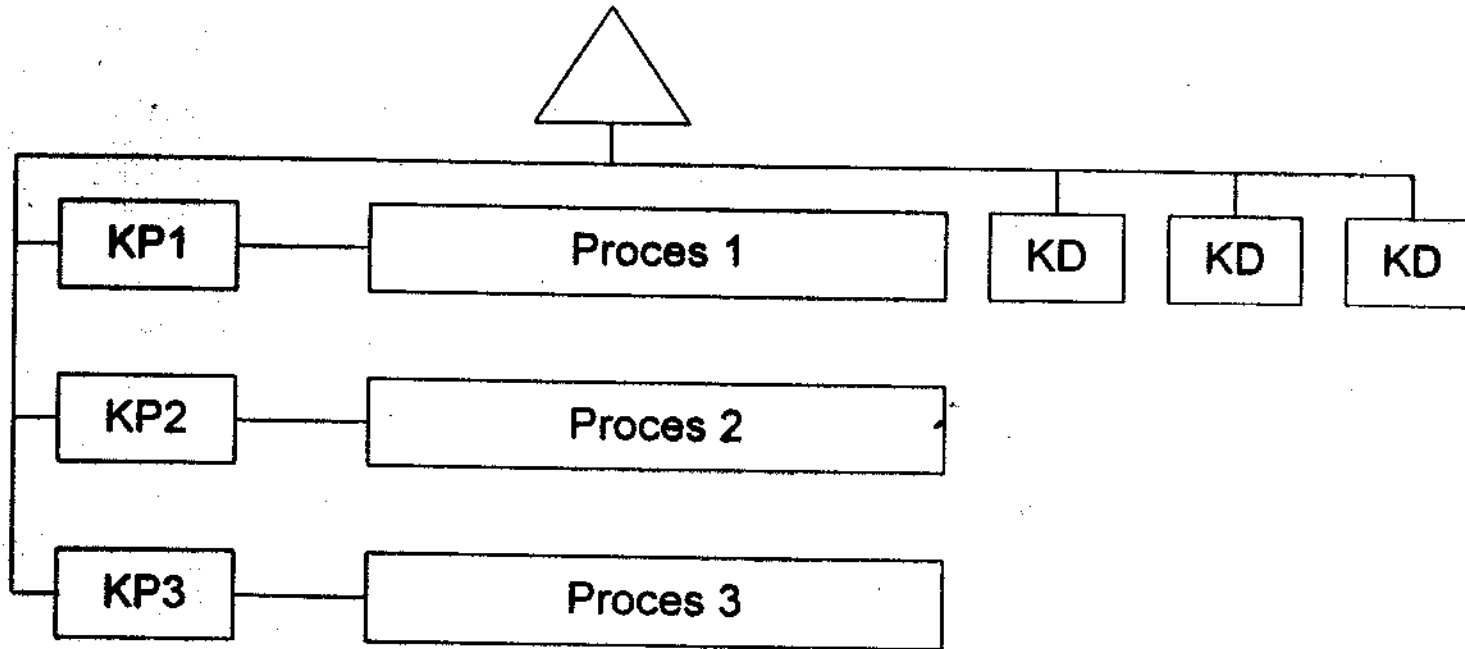 KP1 Proces 1 KD KD KD
KP2 Proces 2
KP3 Proces 3